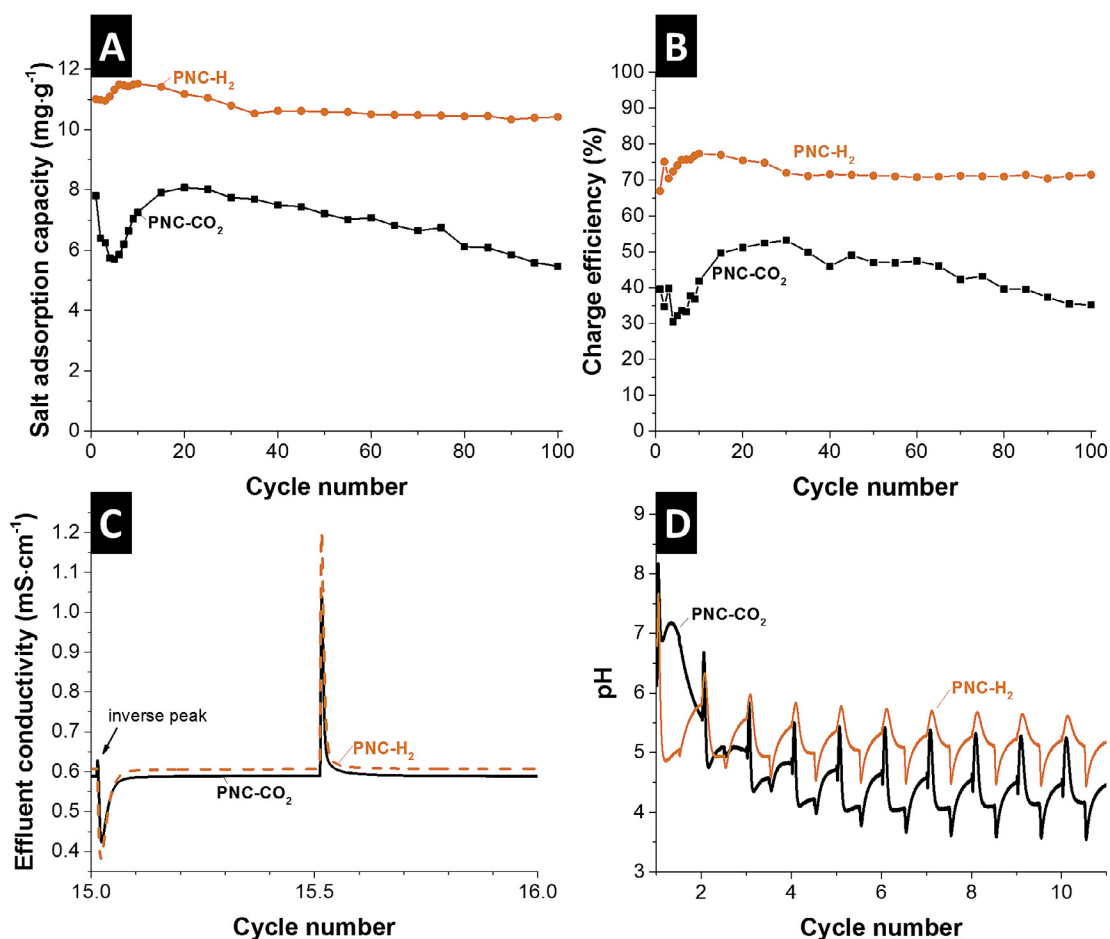 A
Salt adsorption capacity (mg·g⁻¹)
12
10
8
6
4
2
0
PNC-H₂
PNC-CO₂
0 20 40 60 80 100
Cycle number
B
Charge efficiency (%)
100
90
80
70
60
50
40
30
20
10
0
PNC-H₂
PNC-CO₂
0 20 40 60 80 100
Cycle number
C
Effluent conductivity (mS·cm⁻¹)
1.2
1.1
1.0
0.9
0.8
0.7
0.6
0.5
0.4
inverse peak
PNC-H₂
PNC-CO₂
15.0 15.5 16.0
Cycle number
D
pH
9
8
7
6
5
4
3
PNC-CO₂
PNC-H₂
2 4 6 8 10
Cycle number